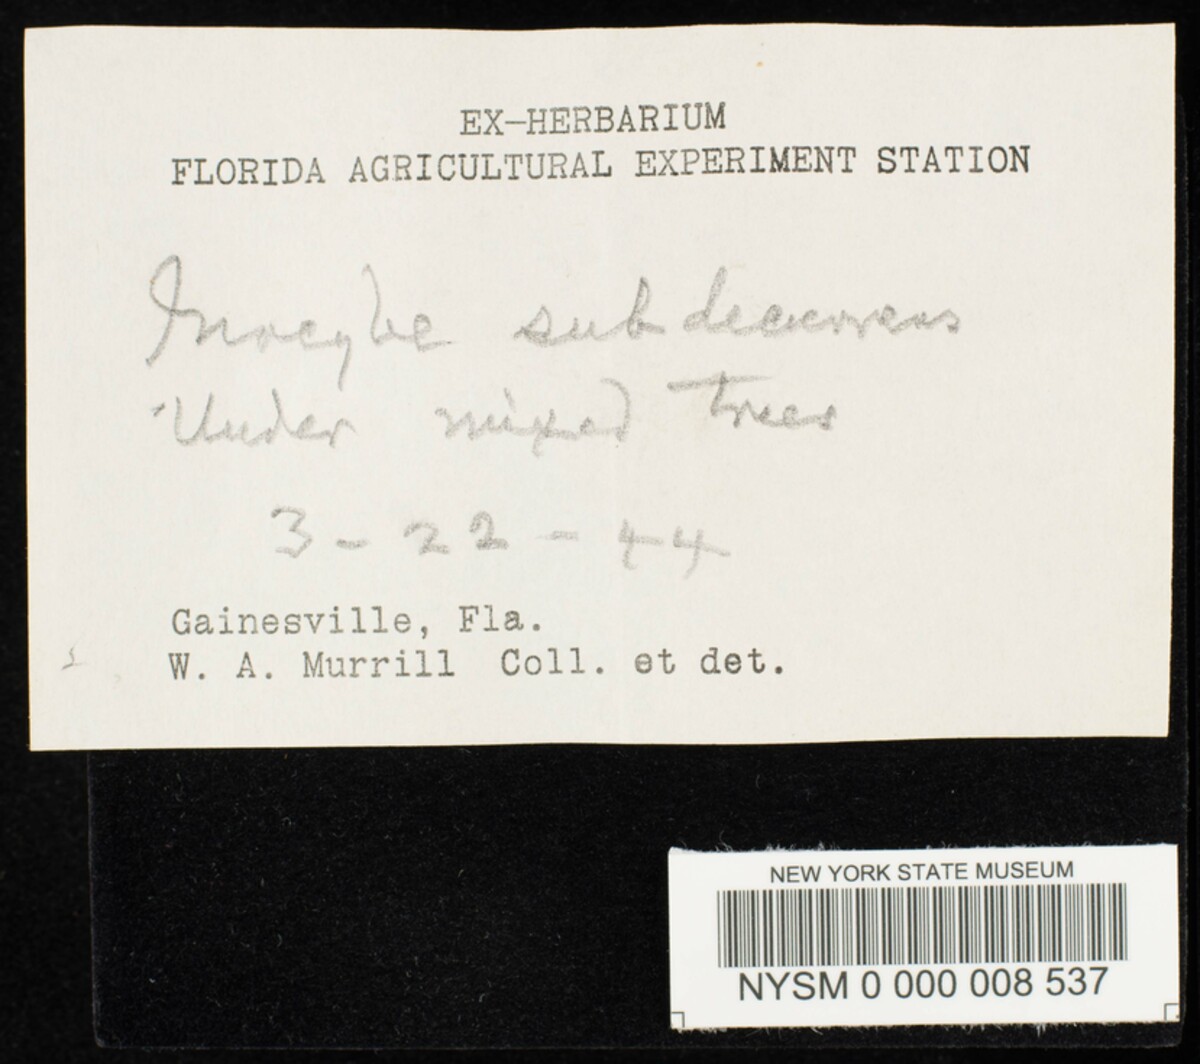 EX-HERBARIUM
FLORIDA AGRICULTURAL EXPERIMENT STATION
Inocybe subdecurrens
Under mixed trees
3 - 22 - 44
Gainesville, Fla.
W. A. Murrill Coll. et det.
NEW YORK STATE MUSEUM
NYSM 0 000 008 537